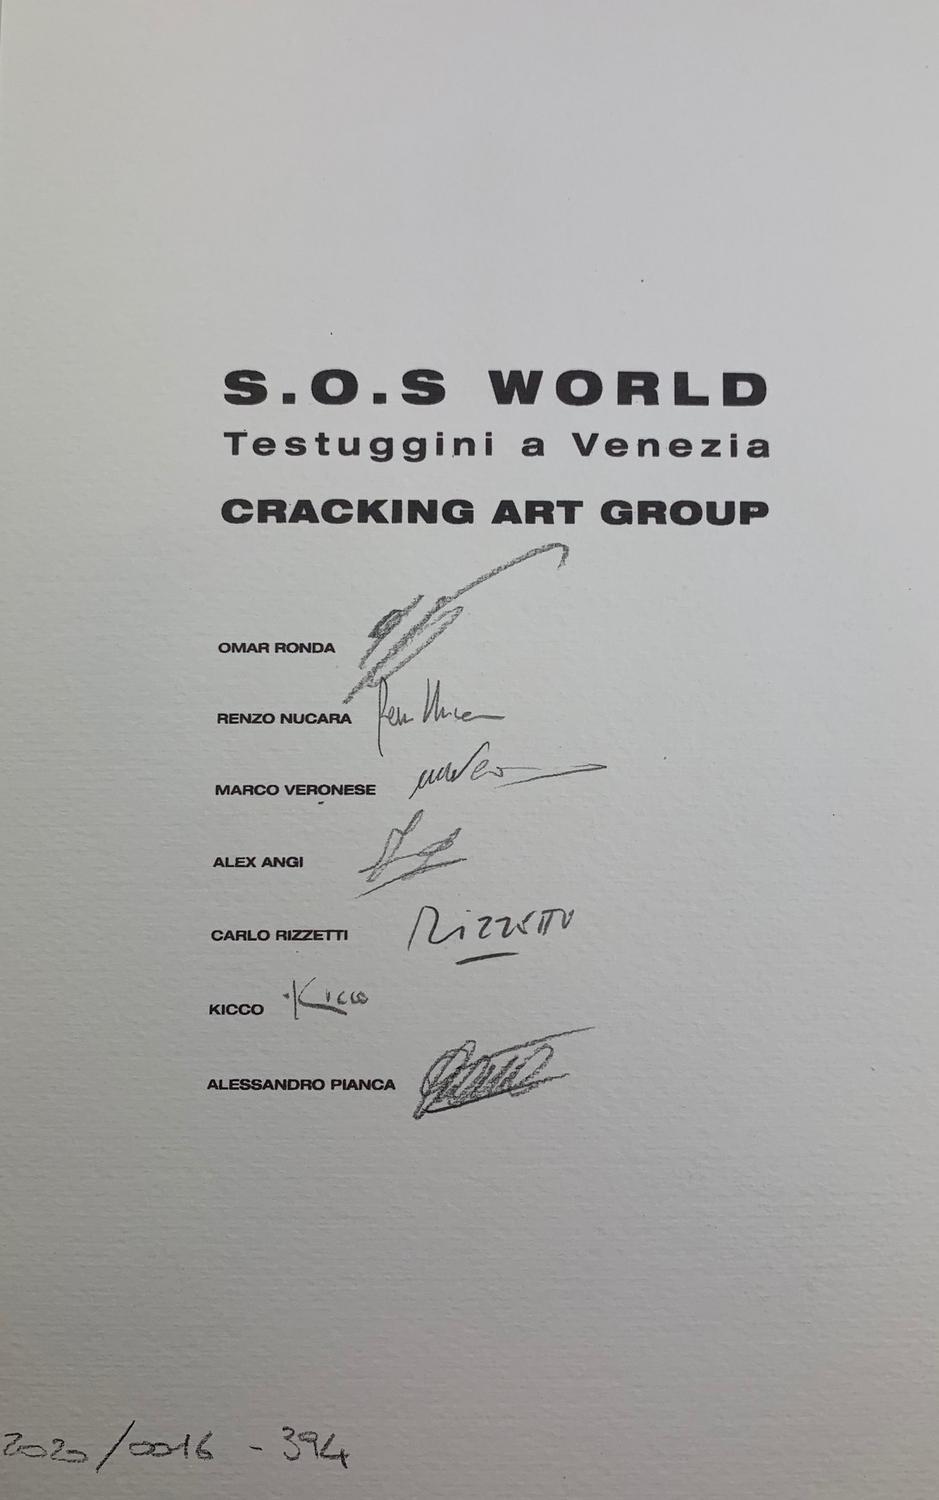 S.O.S WORLD
Testuggini a Venezia
CRACKING ART GROUP
OMAR RONDA
RENZO NUCARA
MARCO VERONESE
ALEX ANGI
CARLO RIZZETTI Rizzetti
KICCO Kicco
ALESSANDRO PIANCA
2020/0016 - 394